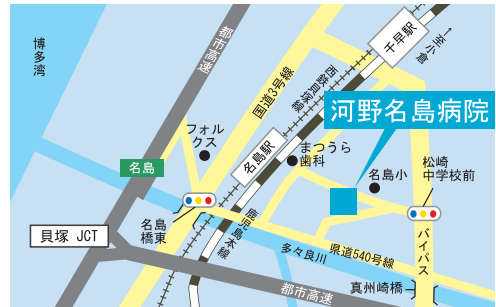 博多湾
都市高速
国道3号線
西鉄貝塚線
千早駅
↑至小倉
河野名島病院
フォル
クス
名島駅
まつうら
歯科
名島
名島小
松崎
中学校前
名島
橋東
鹿児島本線
貝塚 JCT
多々良川
県道540号線
バイパス
真州崎橋
都市高速